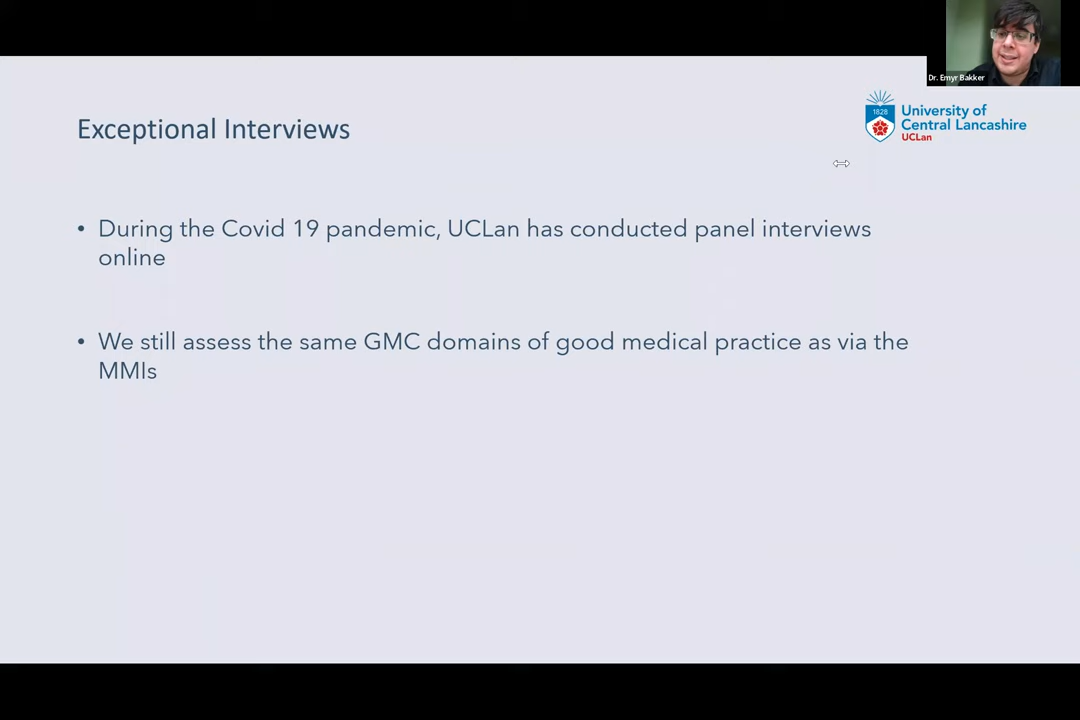 Dr. Emyr Bakker
Exceptional Interviews
1828
University of
Central Lancashire
UCLan
• During the Covid 19 pandemic, UCLan has conducted panel interviews
online
• We still assess the same GMC domains of good medical practice as via the
MMIs